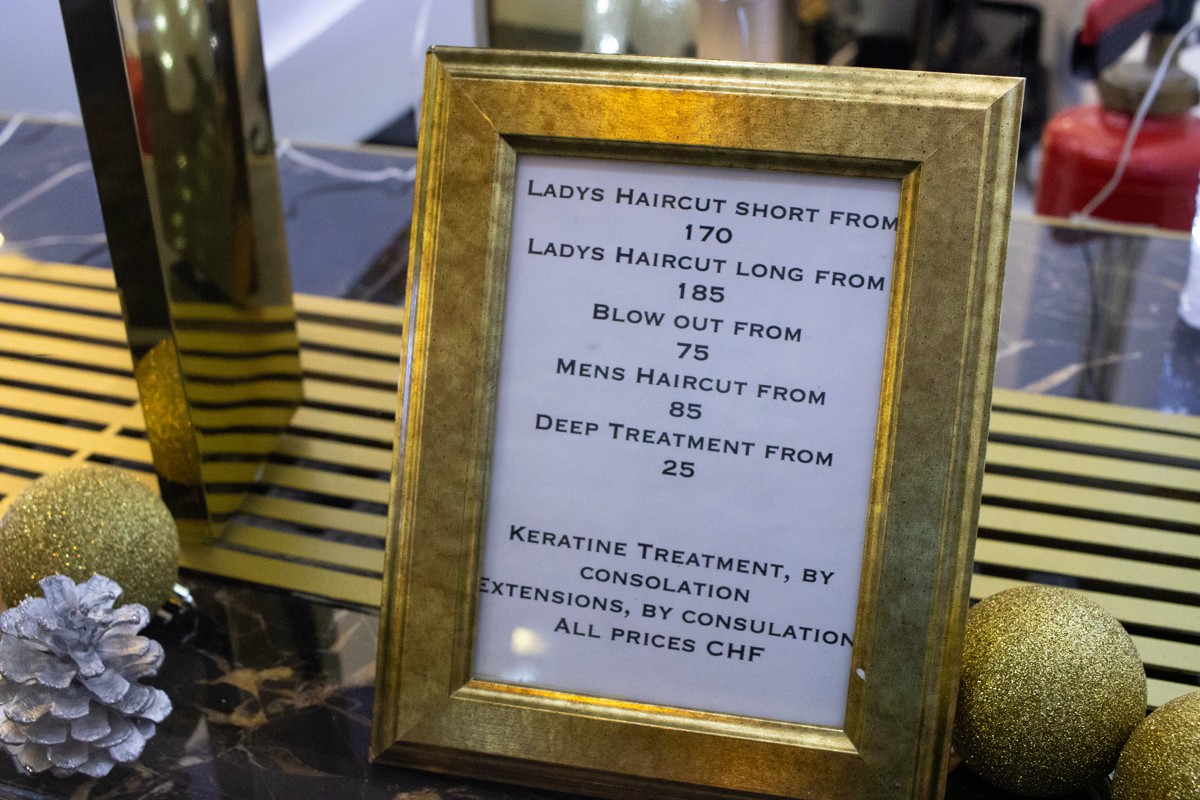 Ladys Haircut short from
170
Ladys Haircut long from
185
Blow out from
75
Mens Haircut from
85
Deep Treatment from
25
Keratine Treatment, by
consolation
Extensions, by consulation
All prices CHF